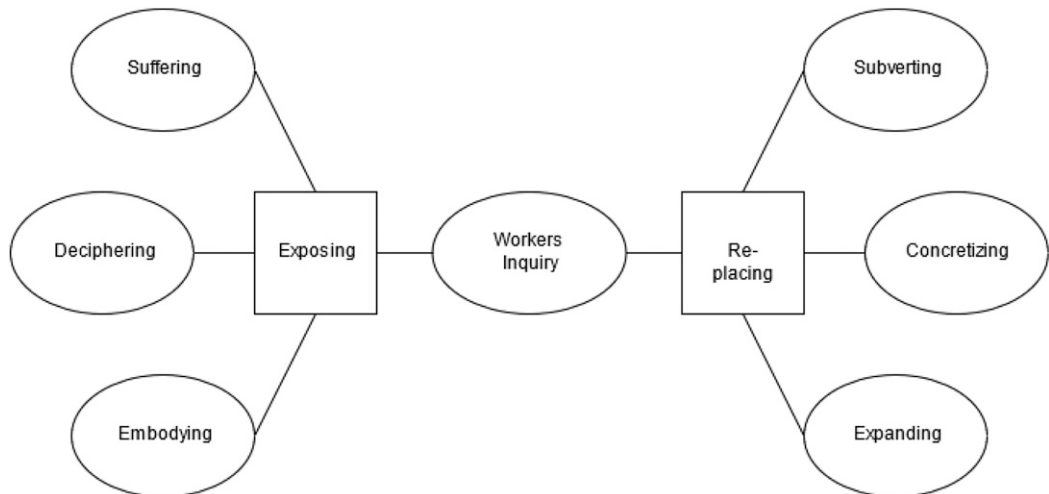 Suffering
Subverting
Deciphering
Exposing
Workers
Inquiry
Re-
placing
Concretizing
Embodying
Expanding